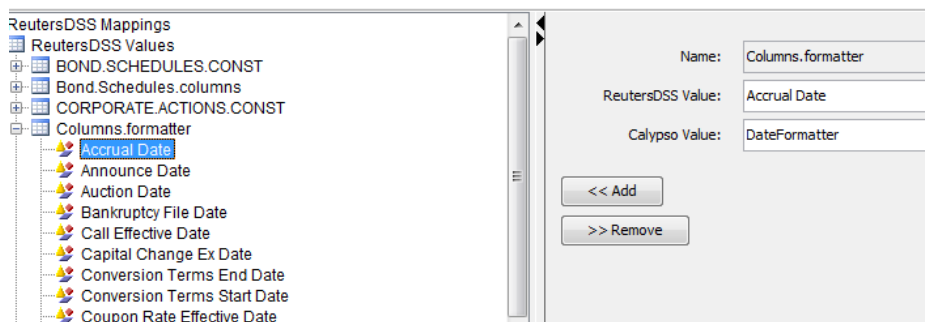 ReutersDSS Mappings
ReutersDSS Values
BOND.SCHEDULES.CONST
Bond.Schedules.columns
CORPORATE.ACTIONS.CONST
Columns.formatter
Accrual Date
Announce Date
Auction Date
Bankruptcy File Date
Call Effective Date
Capital Change Ex Date
Conversion Terms End Date
Conversion Terms Start Date
Coupon Rate Effective Date
Name: Columns.formatter
ReutersDSS Value: Accrual Date
Calypso Value: DateFormatter
<< Add
>> Remove